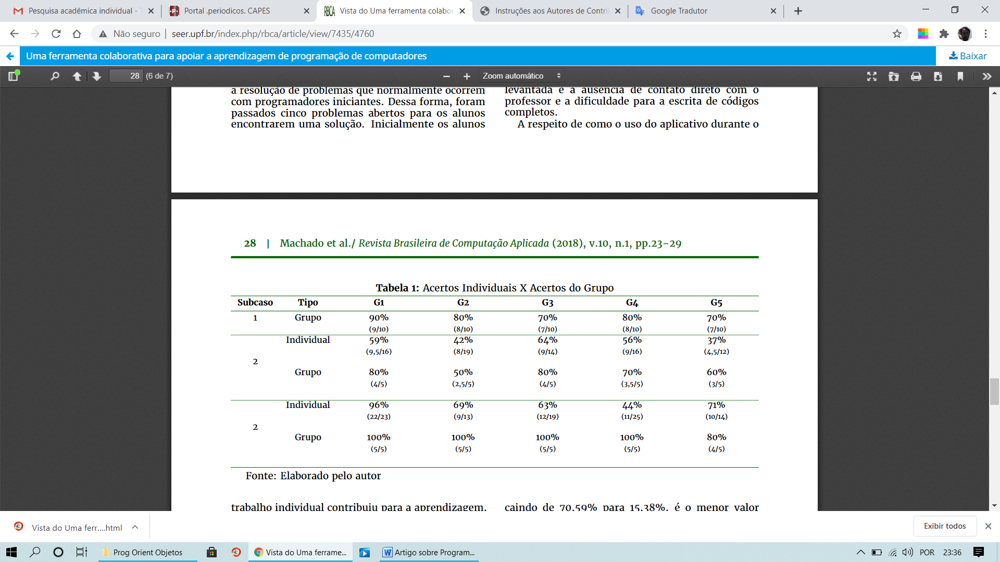 Pesquisa acadêmica individual - T
Portal .periodicos. CAPES
RBCA Vista do Uma ferramenta colabor
Instruções aos Autores de Contri
Google Tradutor
Não seguro | seer.upf.br/index.php/rbca/article/view/7435/4760
Uma ferramenta colaborativa para apoiar a aprendizagem de programação de computadores
Baixar
28 (6 de 7)
Zoom automático
a resolução de problemas que normalmente ocorrem
com programadores iniciantes. Dessa forma, foram
passados cinco problemas abertos para os alunos
encontrarem uma solução. Inicialmente os alunos
levantada e a ausência de contato direto com o
professor e a dificuldade para a escrita de códigos
completos.
A respeito de como o uso do aplicativo durante o
28 | Machado et al./ Revista Brasileira de Computação Aplicada (2018), v.10, n.1, pp.23–29
Tabela 1: Acertos Individuais X Acertos do Grupo
Subcaso Tipo G1 G2 G3 G4 G5
1 Grupo 90% 80% 70% 80% 70%
(9/10) (8/10) (7/10) (8/10) (7/10)
Individual 59% 42% 64% 56% 37%
(9,5/16) (8/19) (9/14) (9/16) (4,5/12)
2
Grupo 80% 50% 80% 70% 60%
(4/5) (2,5/5) (4/5) (3,5/5) (3/5)
Individual 96% 69% 63% 44% 71%
(22/23) (9/13) (12/19) (11/25) (10/14)
2
Grupo 100% 100% 100% 100% 80%
(5/5) (5/5) (5/5) (5/5) (4/5)
Fonte: Elaborado pelo autor
trabalho individual contribuiu para a aprendizagem,
caindo de 70,59% para 15,38%, é o menor valor
Vista do Uma ferr....html
Exibir todos
Prog Orient Objetos
Vista do Uma ferrame...
Artigo sobre Program...
POR
23:36